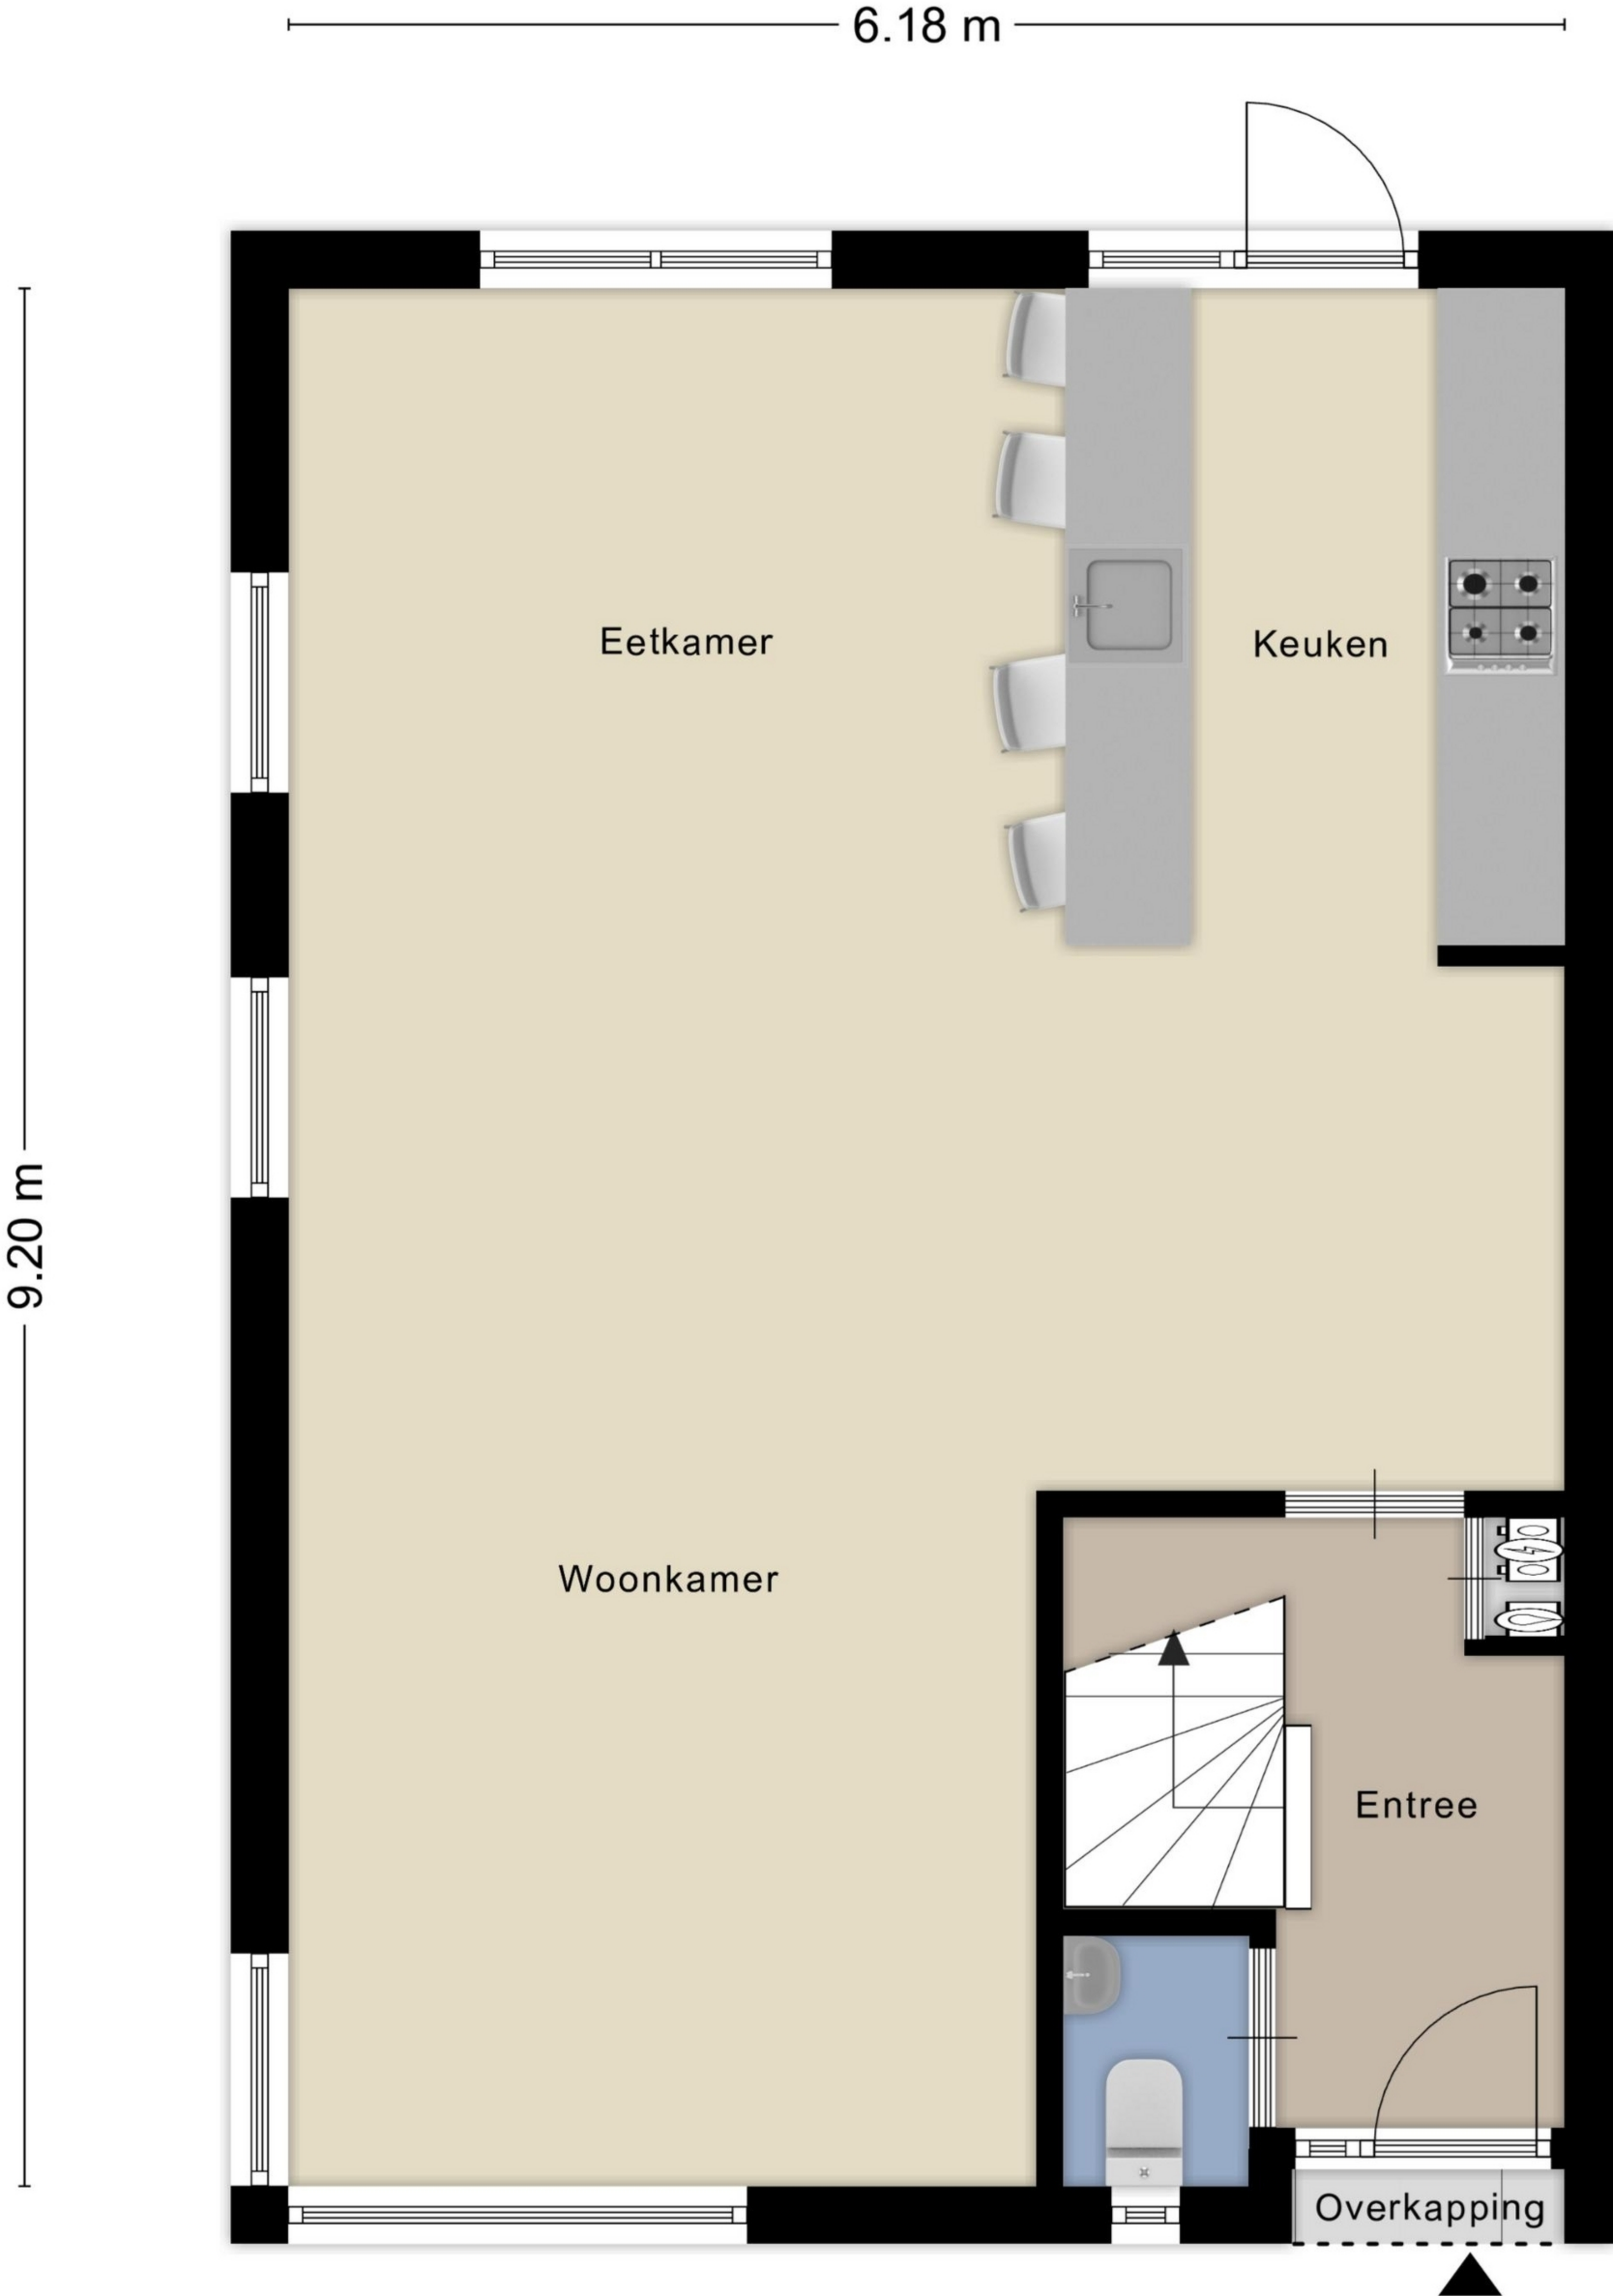 6.18 m
Eetkamer
Keuken
9.20 m
Woonkamer
Entree
Overkapping